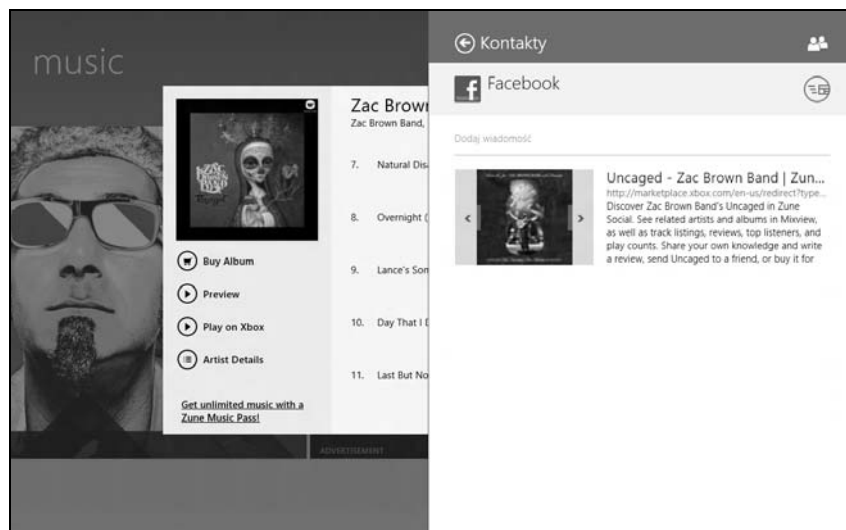 music
Zac Brown
Zac Brown Band,
7. Natural Dis
8. Overnight (
9. Lance's Son
10. Day That I D
11. Last But No
Buy Album
Preview
Play on Xbox
Artist Details
Get unlimited music with a
Zune Music Pass!
ADVERTISEMENT
Kontakty
Facebook
Dodaj wiadomość
Uncaged - Zac Brown Band | Zun...
http://marketplace.xbox.com/en-us/redirect?type...
Discover Zac Brown Band's Uncaged in Zune
Social. See related artists and albums in Mixview,
as well as track listings, reviews, top listeners, and
play counts. Share your own knowledge and write
a review, send Uncaged to a friend, or buy it for